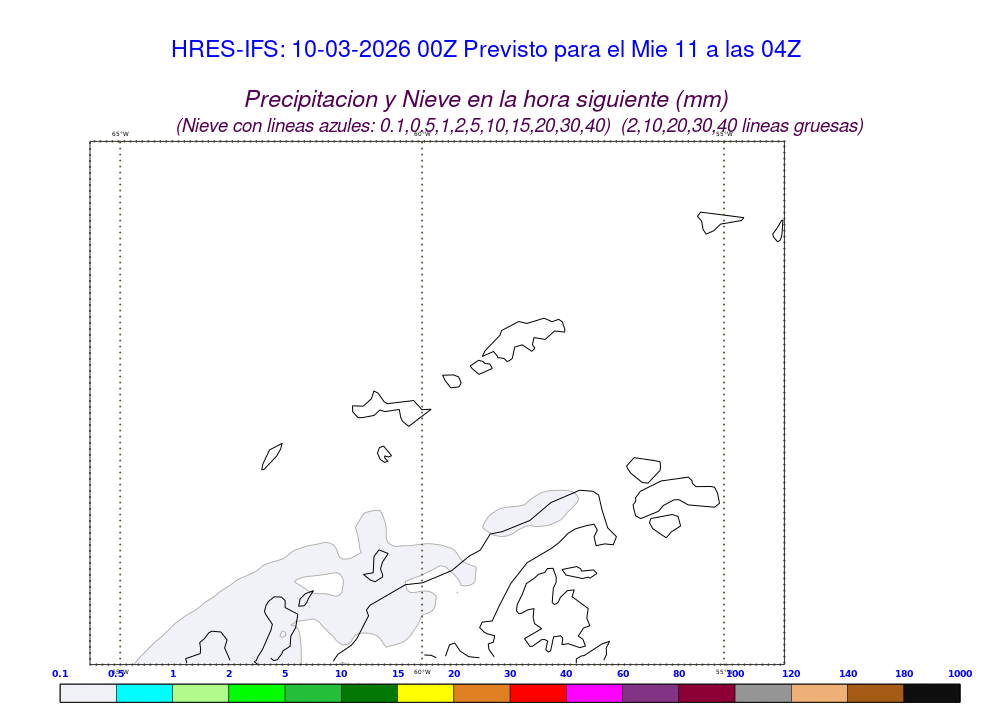 HRES-IFS: 10-03-2026 00Z Previsto para el Mie 11 a las 04Z
Precipitacion y Nieve en la hora siguiente (mm)
(Nieve con lineas azules: 0.1,0.5,1,2,5,10,15,20,30,40)  (2,10,20,30,40 lineas gruesas)
65°W 60°W 55°W
65°W 60°W 55°W
0.1 0.5 1 2 5 10 15 20 30 40 60 80 100 120 140 180 1000